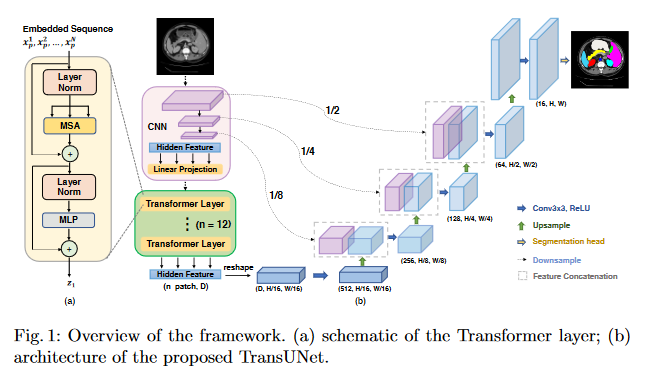 Embedded Sequence
x_p^1, x_p^2, ..., x_p^N
Layer Norm
MSA
+
Layer Norm
MLP
+
z_1
(a)
CNN
Hidden Feature
Linear Projection
Transformer Layer
(n = 12)
Transformer Layer
Hidden Feature
(n patch, D)
reshape
(D, H/16, W/16)
(512, H/16, W/16)
(b)
1/2
1/4
1/8
(256, H/8, W/8)
(128, H/4, W/4)
(64, H/2, W/2)
(16, H, W)
Conv3x3, ReLU
Upsample
Segmentation head
Downsample
Feature Concatenation
Fig. 1: Overview of the framework. (a) schematic of the Transformer layer; (b)
architecture of the proposed TransUNet.